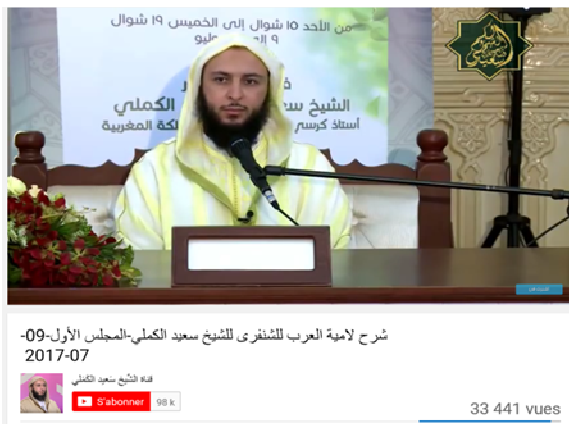 من الأحد ١٥ شوال إلى الخميس ١٩ شوال
٩
الشيخ سعيد الكملي
أستاذ كرسي
المغربية
شرح لامية العرب للشنفرى للشيخ سعيد الكملي-المجلس الأول-09-
2017-07
قناة الشيخ سعيد الكملي
S'abonner 98 k
33 441 vues